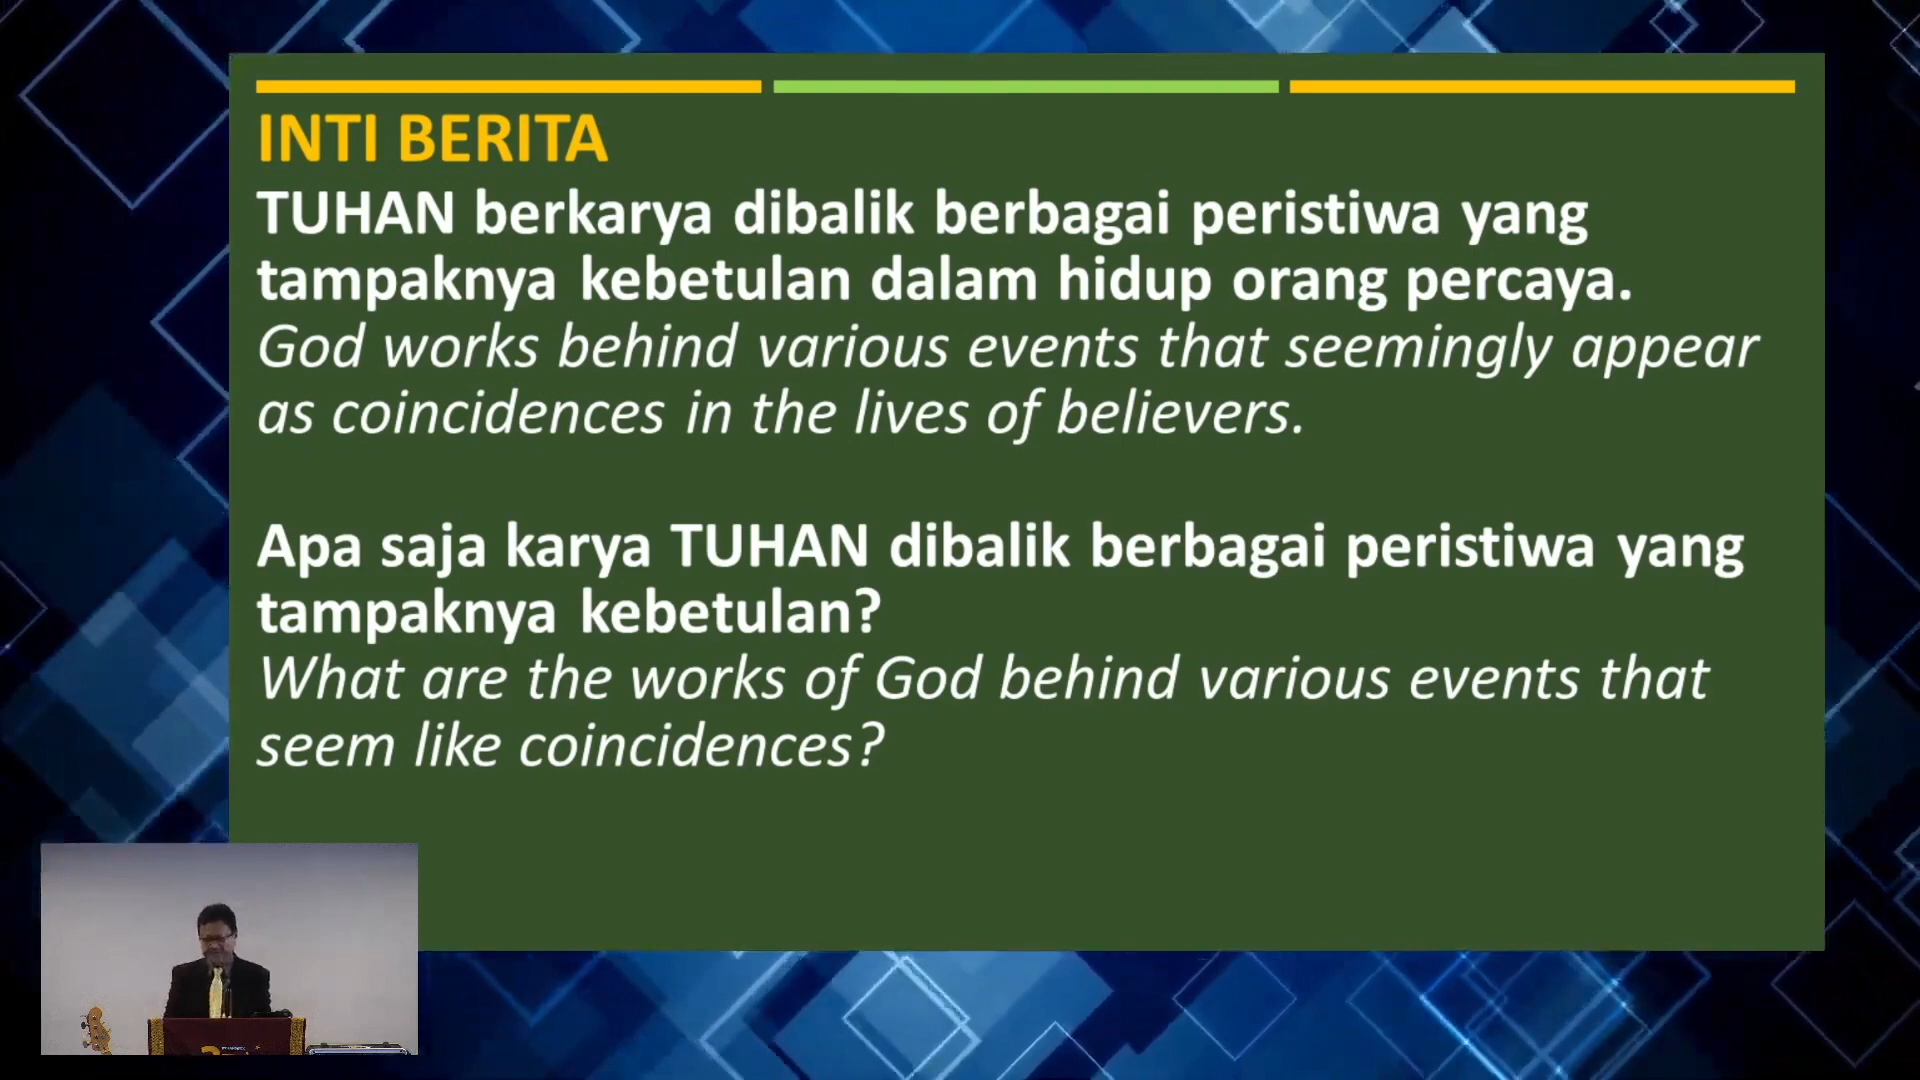 INTI BERITA
TUHAN berkarya dibalik berbagai peristiwa yang
tampaknya kebetulan dalam hidup orang percaya.
God works behind various events that seemingly appear
as coincidences in the lives of believers.
Apa saja karya TUHAN dibalik berbagai peristiwa yang
tampaknya kebetulan?
What are the works of God behind various events that
seem like coincidences?